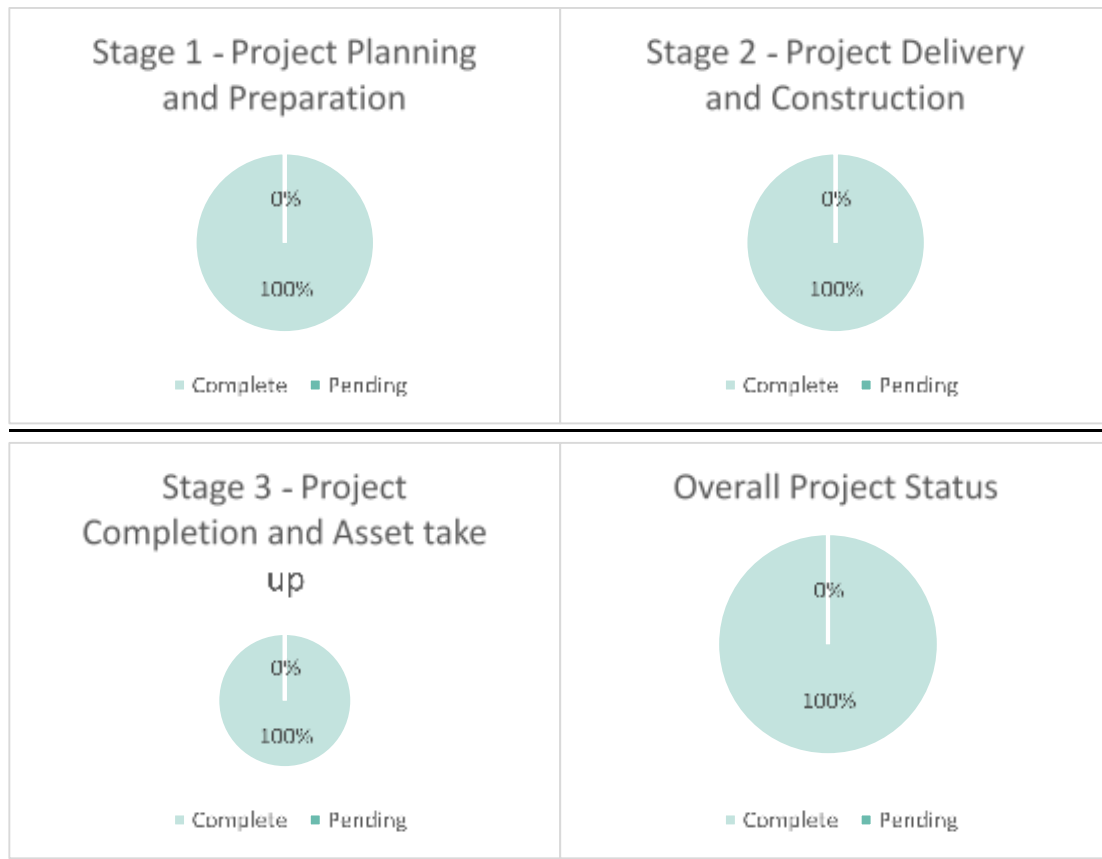 Stage 1 - Project Planning
and Preparation
0%
100%
Complete Pending
Stage 2 - Project Delivery
and Construction
0%
100%
Complete Pending
Stage 3 - Project
Completion and Asset take
up
0%
100%
Complete Pending
Overall Project Status
0%
100%
Complete Pending